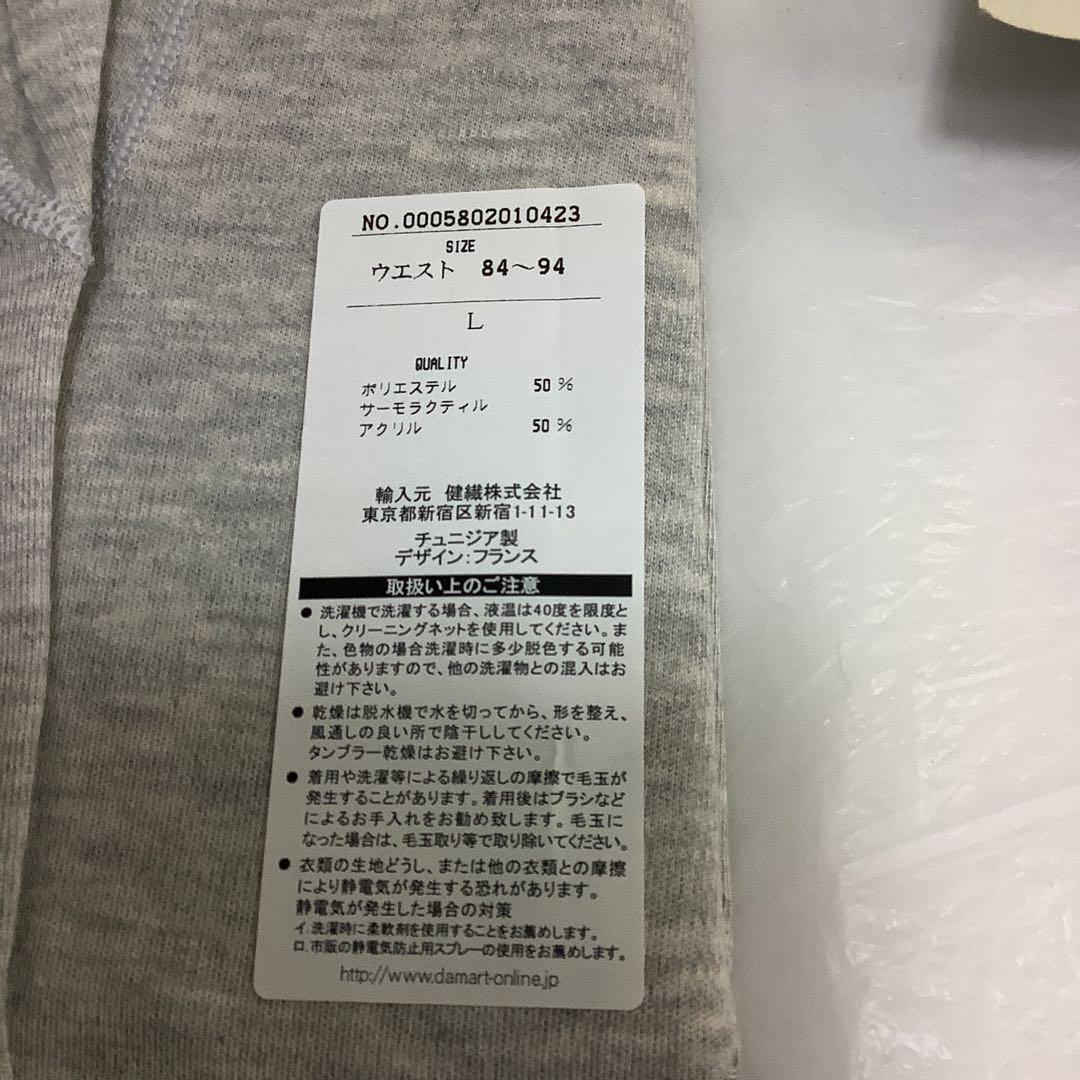 NO.0005802010423
SIZE
ウエスト 84～94
L
QUALITY
ポリエステル 50 %
サーモラクティル
アクリル 50 %
輸入元 健繊株式会社
東京都新宿区新宿1-11-13
チュニジア製
デザイン:フランス
取扱い上のご注意
● 洗濯機で洗濯する場合、液温は40度を限度と
し、クリーニングネットを使用してください。ま
た、色物の場合洗濯時に多少脱色する可能
性がありますので、他の洗濯物との混入はお
避け下さい。
● 乾燥は脱水機で水を切ってから、形を整え、
風通しの良い所で陰干ししてください。
タンブラー乾燥はお避け下さい。
● 着用や洗濯等による繰り返しの摩擦で毛玉が
発生することがあります。着用後はブラシなど
によるお手入れをお勧め致します。毛玉に
なった場合は、毛玉取り等で取り除いてください。
● 衣類の生地どうし、または他の衣類との摩擦
により静電気が発生する恐れがあります。
静電気が発生した場合の対策
イ.洗濯時に柔軟剤を使用することをお薦めします。
ロ.市販の静電気防止用スプレーの使用をお薦めします。
http://www.damart-online.jp